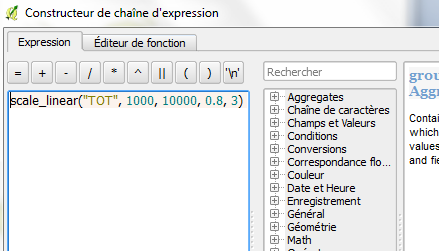 Constructeur de chaîne d'expression
Expression
Éditeur de fonction
= + - / * ^ || ( ) '\n'
scale_linear("TOT", 1000, 10000, 0.8, 3)
Rechercher
Aggregates
Chaîne de caractères
Champs et Valeurs
Conditions
Conversions
Correspondance flo...
Couleur
Date et Heure
Enregistrement
Général
Géométrie
Math
grou
Aggr
Contai
which
values
and fie